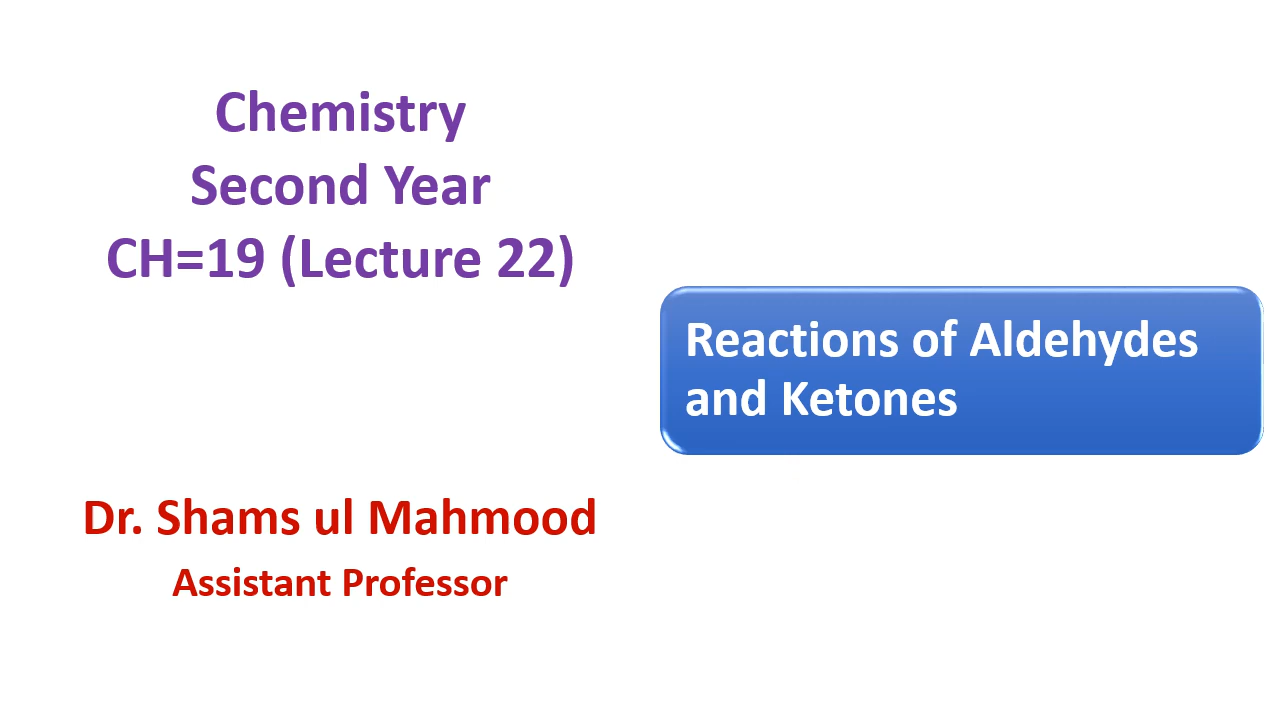 Chemistry
Second Year
CH=19 (Lecture 22)
Reactions of Aldehydes
and Ketones
Dr. Shams ul Mahmood
Assistant Professor